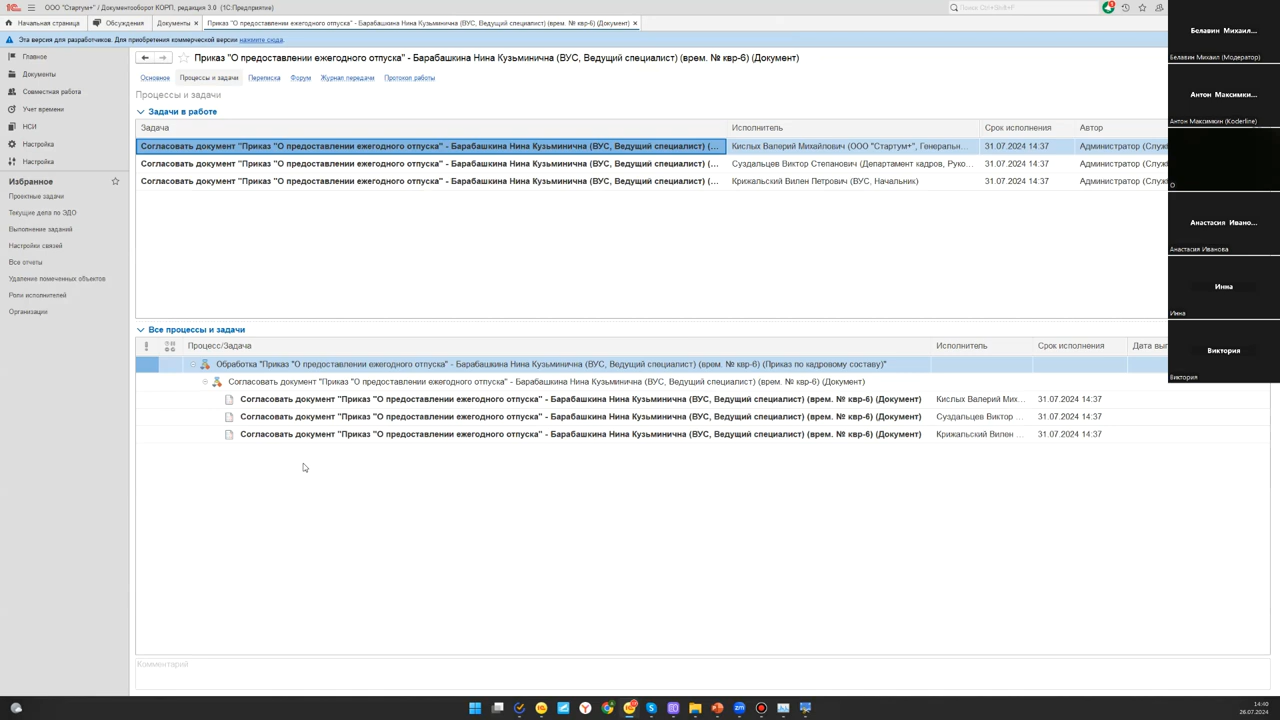 ООО "Стартум+" / Документооборот КОРП, редакция 3.0 (1С:Предприятие)
Поиск Ctrl+Shift+F
Начальная страница
Обсуждения
Документы ×
Приказ "О предоставлении ежегодного отпуска" - Барабашкина Нина Кузьминична (ВУС, Ведущий специалист) (врем. № квр-6) (Документ) ×
Эта версия для разработчиков. Для приобретения коммерческой версии нажмите сюда.
Главное
Документы
Совместная работа
Учет времени
НСИ
Настройка
Настройка
Избранное
Проектные задачи
Текущие дела по ЭДО
Выполнение заданий
Настройки связей
Все отчеты
Удаление помеченных объектов
Роли исполнителей
Организации
Приказ "О предоставлении ежегодного отпуска" - Барабашкина Нина Кузьминична (ВУС, Ведущий специалист) (врем. № квр-6) (Документ)
Основное Процессы и задачи Переписка Форум Журнал передачи Протокол работы
Процессы и задачи
Задачи в работе
Задача Исполнитель Срок исполнения Автор
Согласовать документ "Приказ "О предоставлении ежегодного отпуска" - Барабашкина Нина Кузьминична (ВУС, Ведущий специалист) (... Кислых Валерий Михайлович (ООО "Стартум+", Генеральн... 31.07.2024 14:37 Администратор (Служ
Согласовать документ "Приказ "О предоставлении ежегодного отпуска" - Барабашкина Нина Кузьминична (ВУС, Ведущий специалист) (... Суздальцев Виктор Степанович (Департамент кадров, Руко... 31.07.2024 14:37 Администратор (Служ
Согласовать документ "Приказ "О предоставлении ежегодного отпуска" - Барабашкина Нина Кузьминична (ВУС, Ведущий специалист) (... Крижальский Вилен Петрович (ВУС, Начальник) 31.07.2024 14:37 Администратор (Служ
Все процессы и задачи
Процесс/Задача Исполнитель Срок исполнения Дата вып
Обработка "Приказ "О предоставлении ежегодного отпуска" - Барабашкина Нина Кузьминична (ВУС, Ведущий специалист) (врем. № квр-6) (Приказ по кадровому составу)"
Согласовать документ "Приказ "О предоставлении ежегодного отпуска" - Барабашкина Нина Кузьминична (ВУС, Ведущий специалист) (врем. № квр-6) (Документ)
Согласовать документ "Приказ "О предоставлении ежегодного отпуска" - Барабашкина Нина Кузьминична (ВУС, Ведущий специалист) (врем. № квр-6) (Документ) Кислых Валерий Мих... 31.07.2024 14:37
Согласовать документ "Приказ "О предоставлении ежегодного отпуска" - Барабашкина Нина Кузьминична (ВУС, Ведущий специалист) (врем. № квр-6) (Документ) Суздальцев Виктор ... 31.07.2024 14:37
Согласовать документ "Приказ "О предоставлении ежегодного отпуска" - Барабашкина Нина Кузьминична (ВУС, Ведущий специалист) (врем. № квр-6) (Документ) Крижальский Вилен ... 31.07.2024 14:37
Комментарий
Белавин Михаил...
Белавин Михаил (Модератор)
Антон Максимки...
Антон Максимкин (Koderline)
О
Анастасия Ивано...
Анастасия Иванова
Инна
Инна
Виктория
Виктория
14:40
26.07.2024